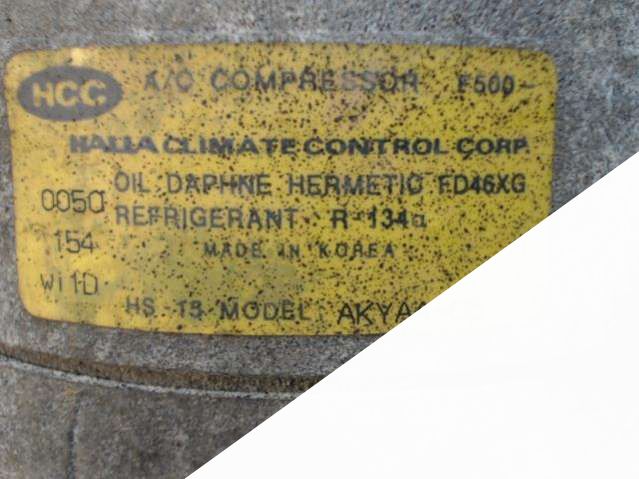 HCC A/C COMPRESSOR F500-
HALLA CLIMATE CONTROL CORP.
OIL DAPHNE HERMETIC FD46XG
REFRIGERANT R-134a
MADE IN KOREA
0050
154
W11D
HS-15 MODEL: